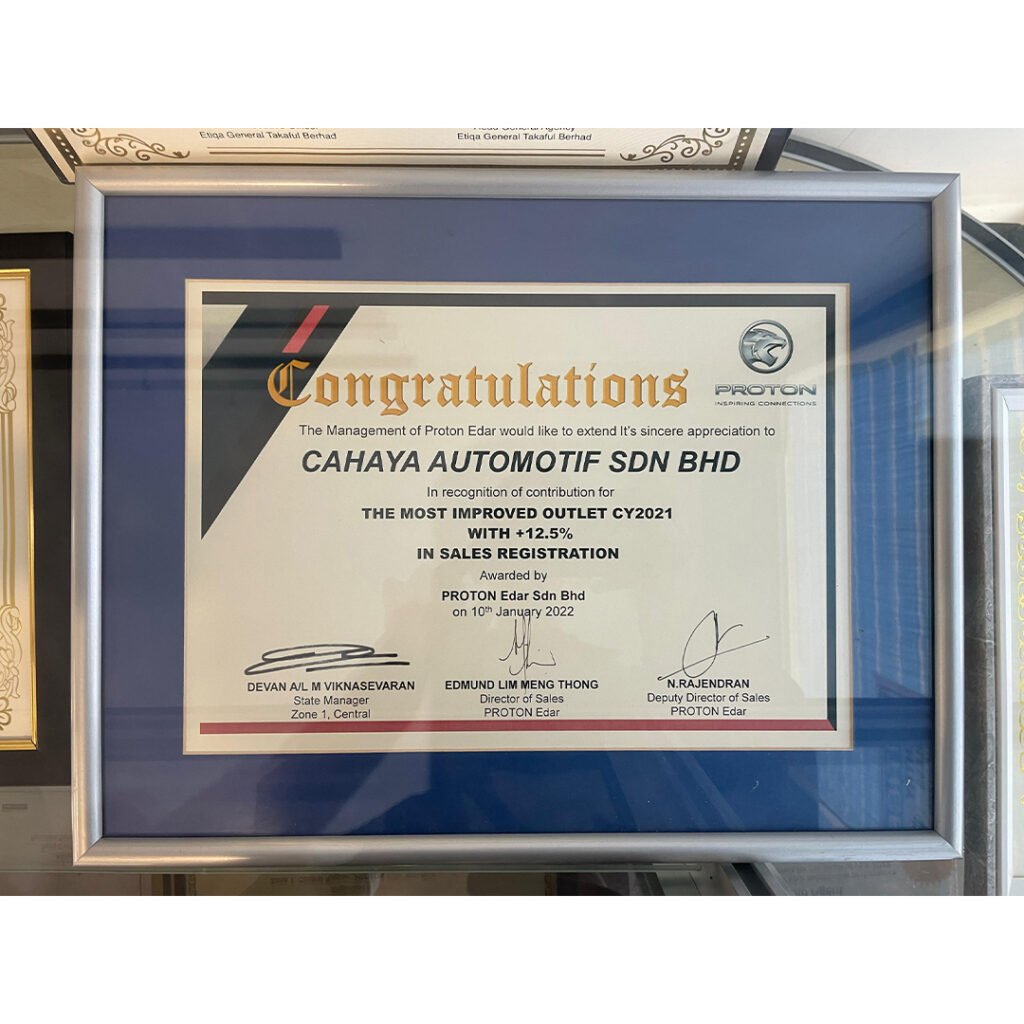 Etiqa General Takaful Berhad
Head General Agency
Etiqa General Takaful Berhad
Congratulations
PROTON
INSPIRING CONNECTIONS
The Management of Proton Edar would like to extend It's sincere appreciation to
CAHAYA AUTOMOTIF SDN BHD
In recognition of contribution for
THE MOST IMPROVED OUTLET CY2021
WITH +12.5%
IN SALES REGISTRATION
Awarded by
PROTON Edar Sdn Bhd
on 10th January 2022
DEVAN A/L M VIKNASEVARAN
State Manager
Zone 1, Central
EDMUND LIM MENG THONG
Director of Sales
PROTON Edar
N.RAJENDRAN
Deputy Director of Sales
PROTON Edar